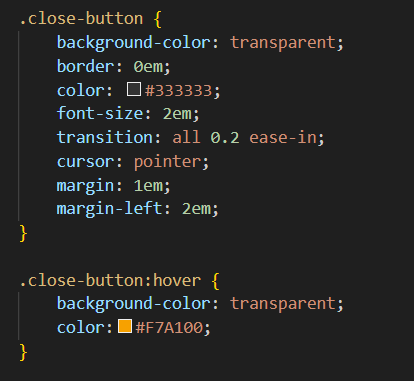 .close-button {
    background-color: transparent;
    border: 0em;
    color: #333333;
    font-size: 2em;
    transition: all 0.2 ease-in;
    cursor: pointer;
    margin: 1em;
    margin-left: 2em;
}

.close-button:hover {
    background-color: transparent;
    color:#F7A100;
}